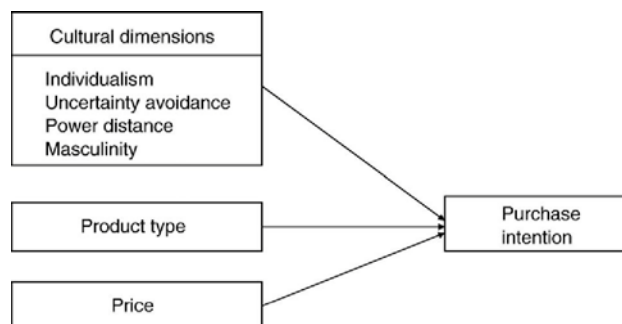 Cultural dimensions
Individualism
Uncertainty avoidance
Power distance
Masculinity
Product type
Purchase
intention
Price